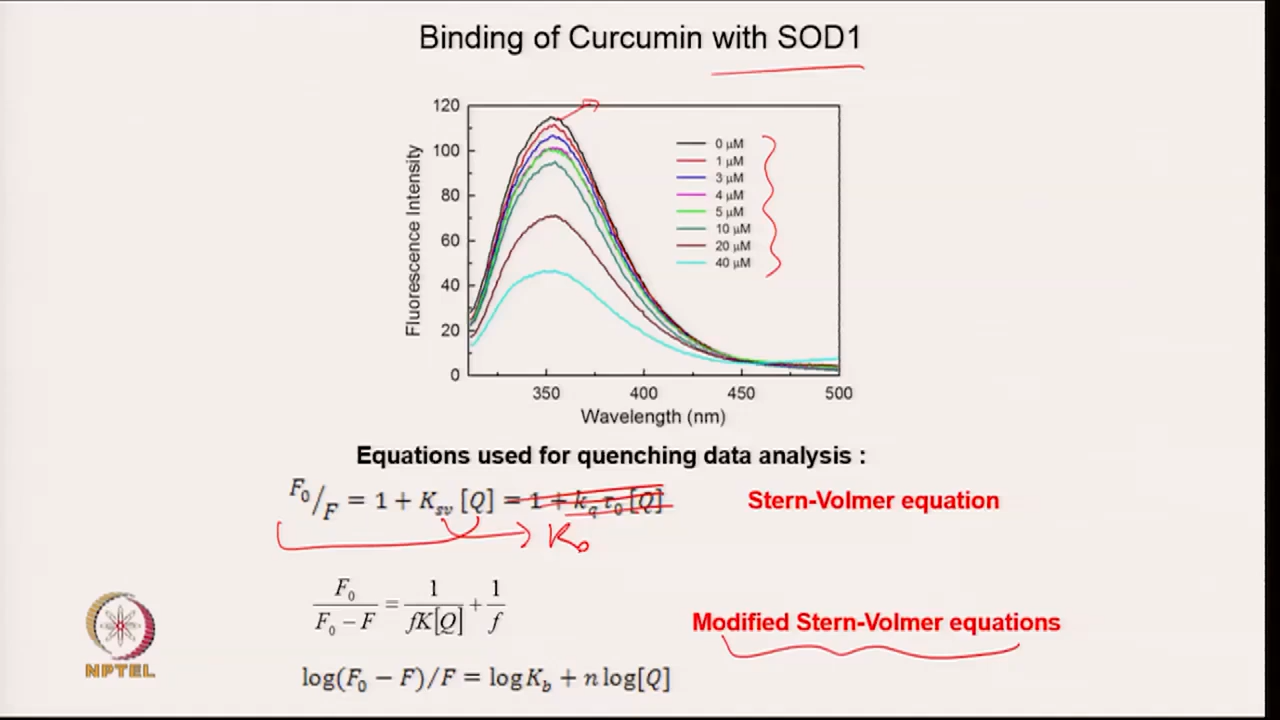 Binding of Curcumin with SOD1
120
100
80
60
40
20
0
Fluorescence Intensity
0 μM
1 μM
3 μM
4 μM
5 μM
10 μM
20 μM
40 μM
350 400 450 500
Wavelength (nm)
Equations used for quenching data analysis :
F₀/F = 1 + Kₛᵥ [Q] = 1 + k_q τ₀ [Q] Stern-Volmer equation
F₀/(F₀ − F) = 1/(fK[Q]) + 1/f
Modified Stern-Volmer equations
log(F₀ − F)/F = log K_b + n log[Q]
NPTEL